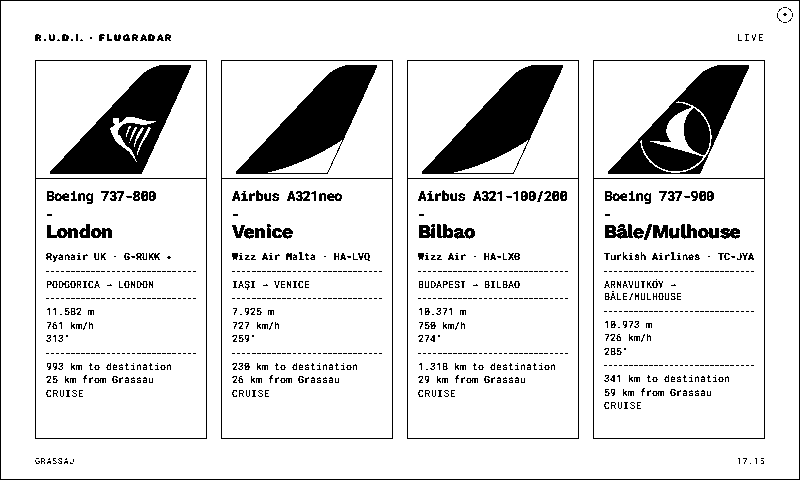 R.U.D.I. · FLUGRADAR
LIVE
Boeing 737-800
–
London
Ryanair UK · G-RUKK
PODGORICA → LONDON
11.582 m
761 km/h
313°
993 km to destination
25 km from Grassau
CRUISE
Airbus A321neo
–
Venice
Wizz Air Malta · HA-LVQ
IAŞI → VENICE
7.925 m
727 km/h
259°
230 km to destination
26 km from Grassau
CRUISE
Airbus A321-100/200
–
Bilbao
Wizz Air · HA-LXB
BUDAPEST → BILBAO
10.371 m
750 km/h
274°
1.318 km to destination
29 km from Grassau
CRUISE
Boeing 737-900
–
Bâle/Mulhouse
Turkish Airlines · TC-JYA
ARNAVUTKÖY →
BÂLE/MULHOUSE
10.973 m
726 km/h
285°
341 km to destination
59 km from Grassau
CRUISE
GRASSAU
17.15